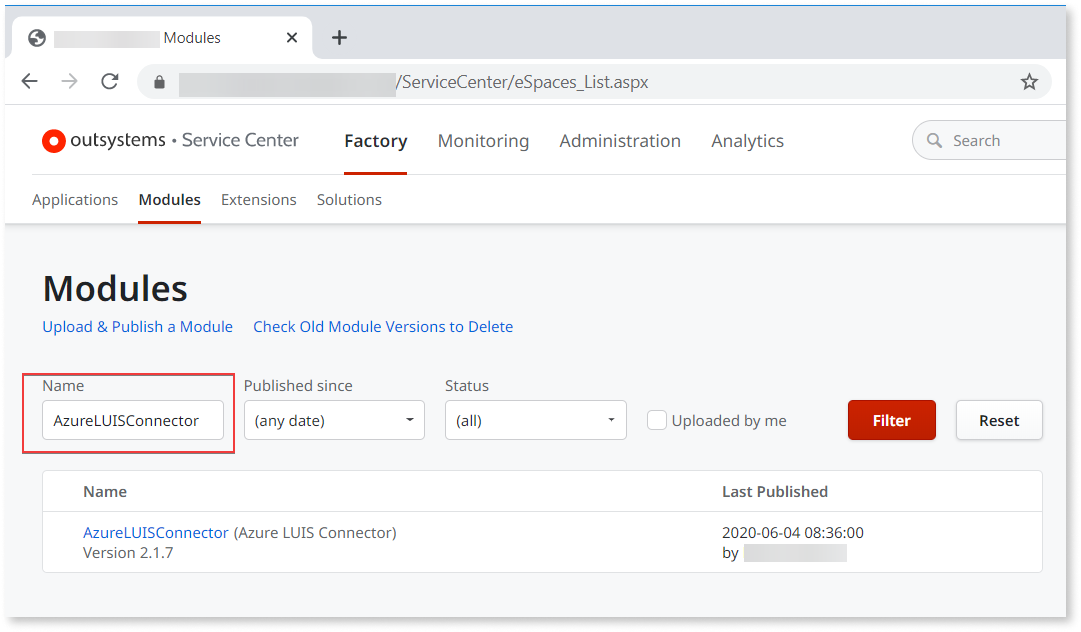 Modules
/ServiceCenter/eSpaces_List.aspx
outsystems • Service Center Factory Monitoring Administration Analytics Search
Applications Modules Extensions Solutions
Modules
Upload & Publish a Module Check Old Module Versions to Delete
Name Published since Status
AzureLUISConnector (any date) (all) Uploaded by me Filter Reset
Name Last Published
AzureLUISConnector (Azure LUIS Connector) 2020-06-04 08:36:00
Version 2.1.7 by